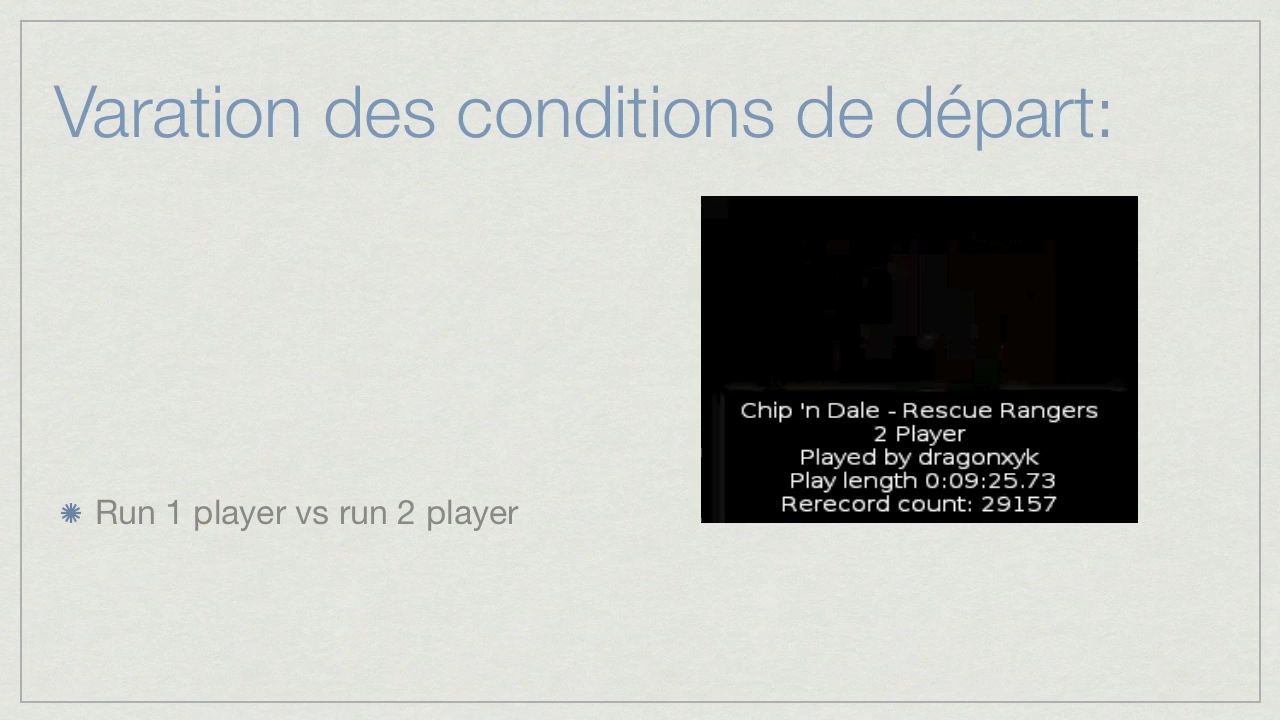 Varation des conditions de départ:
Chip 'n Dale - Rescue Rangers
2 Player
Played by dragonxyk
Play length 0:09:25.73
Rerecord count: 29157
Run 1 player vs run 2 player